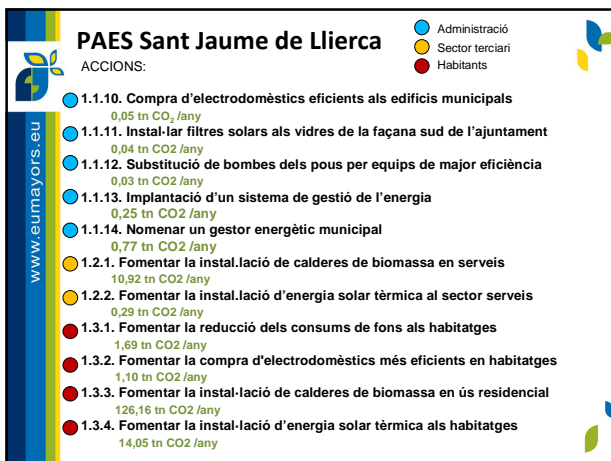 PAES Sant Jaume de Llierca
ACCIONS:
Administració
Sector terciari
Habitants
1.1.10. Compra d'electrodomèstics eficients als edificis municipals
0,05 tn CO₂ /any
1.1.11. Instal·lar filtres solars als vidres de la façana sud de l'ajuntament
0,04 tn CO2 /any
1.1.12. Substitució de bombes dels pous per equips de major eficiència
0,03 tn CO2 /any
1.1.13. Implantació d'un sistema de gestió de l'energia
0,25 tn CO2 /any
1.1.14. Nomenar un gestor energètic municipal
0,77 tn CO2 /any
1.2.1. Fomentar la instal.lació de calderes de biomassa en serveis
10,92 tn CO2 /any
1.2.2. Fomentar la instal.lació d'energia solar tèrmica al sector serveis
0,29 tn CO2 /any
1.3.1. Fomentar la reducció dels consums de fons als habitatges
1,69 tn CO2 /any
1.3.2. Fomentar la compra d'electrodomèstics més eficients en habitatges
1,10 tn CO2 /any
1.3.3. Fomentar la instal·lació de calderes de biomassa en ús residencial
126,16 tn CO2 /any
1.3.4. Fomentar la instal·lació d'energia solar tèrmica als habitatges
14,05 tn CO2 /any
www.eumayors.eu